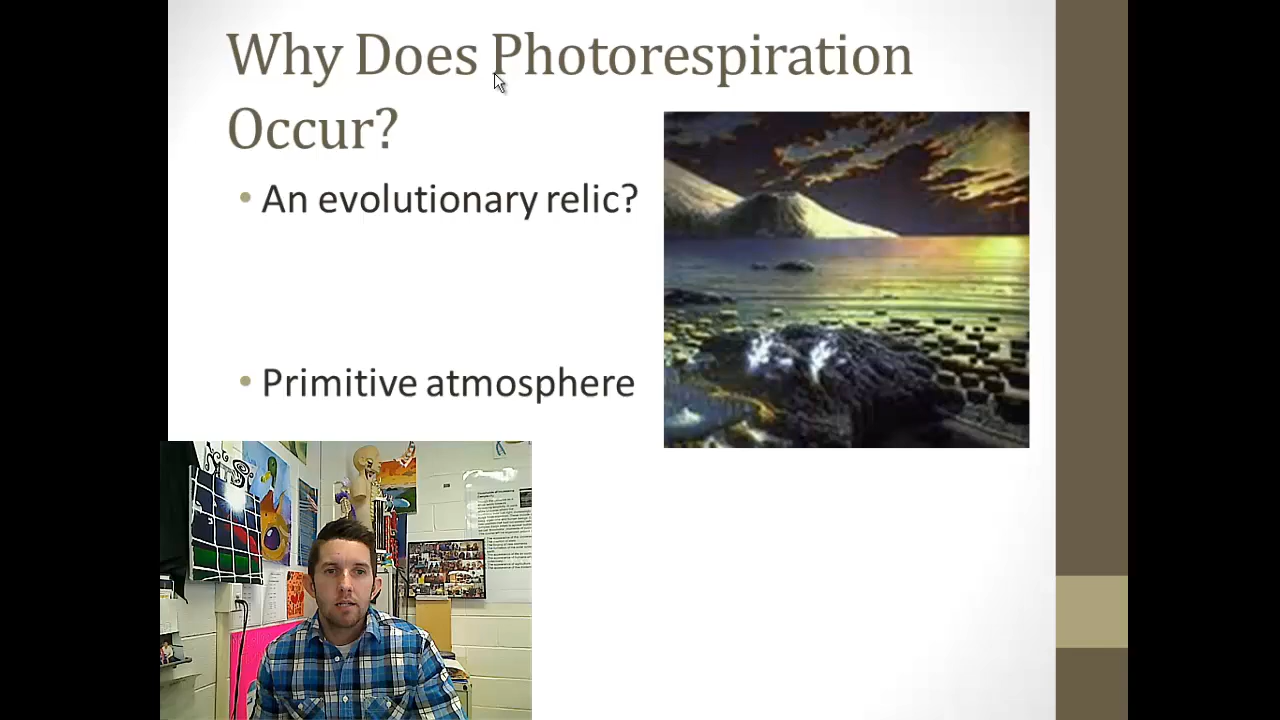 Why Does Photorespiration
Occur?
• An evolutionary relic?
• Primitive atmosphere